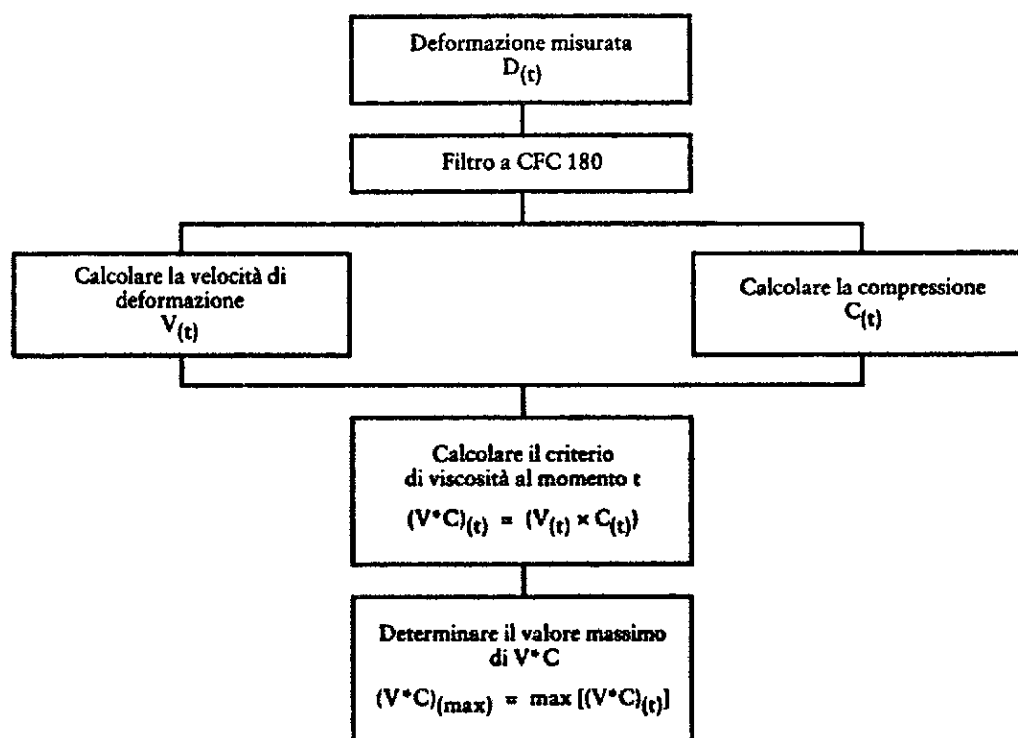 Deformazione misurata
D(t)
Filtro a CFC 180
Calcolare la velocità di
deformazione
V(t)
Calcolare la compressione
C(t)
Calcolare il criterio
di viscosità al momento t
(V*C)(t) = (V(t) × C(t))
Determinare il valore massimo
di V*C
(V*C)(max) = max [(V*C)(t)]